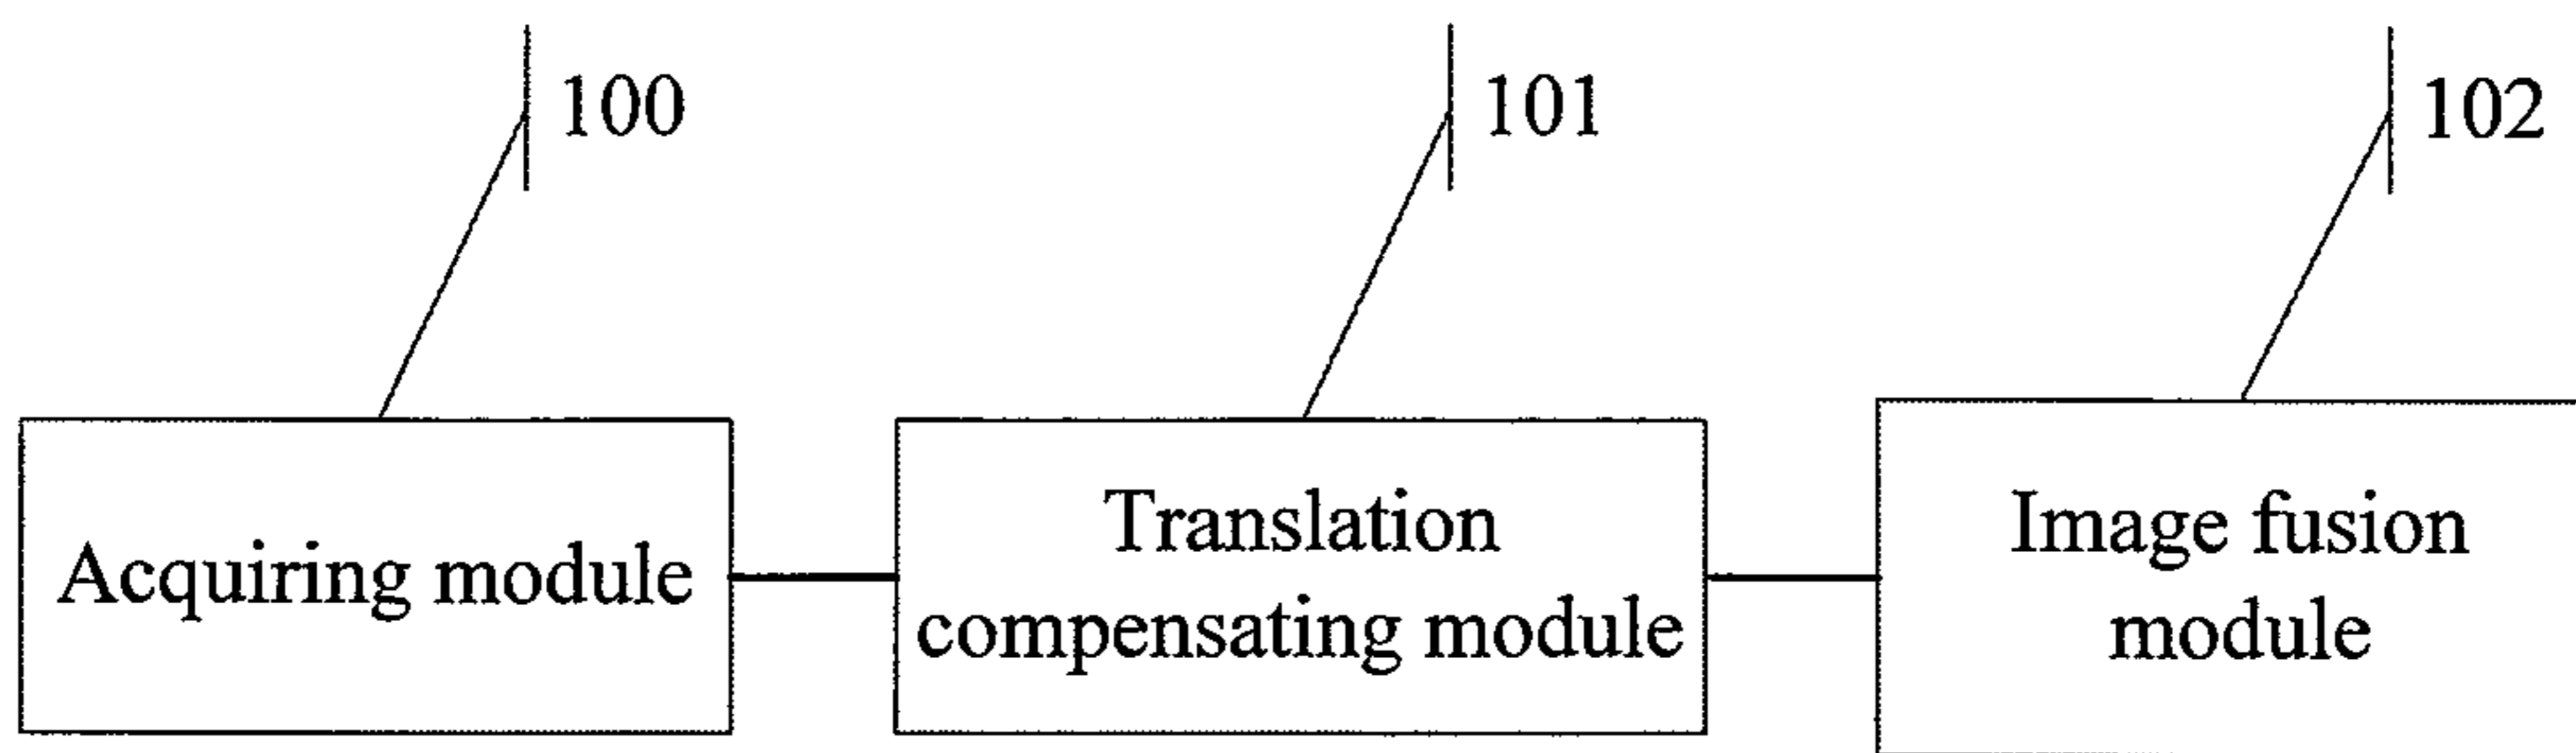 100
101
102
Acquiring module
Translation
compensating module
Image fusion
module